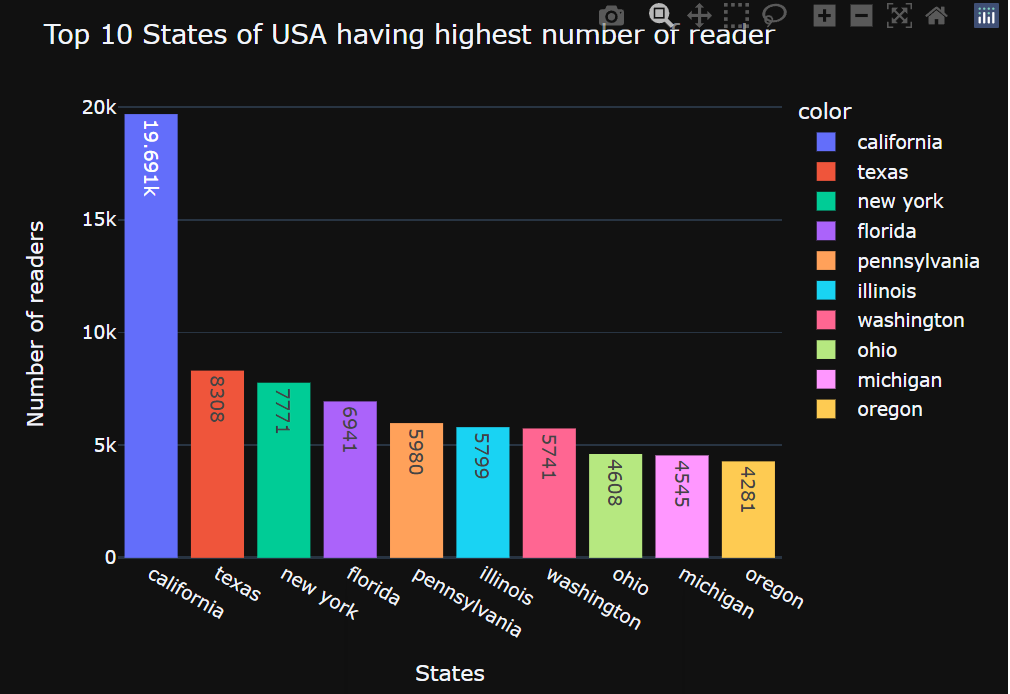 Top 10 States of USA having highest number of reader
20k
15k
10k
5k
0
Number of readers
19.691k
8308
7771
6941
5980
5799
5741
4608
4545
4281
california
texas
new york
florida
pennsylvania
illinois
washington
ohio
michigan
oregon
States
color
california
texas
new york
florida
pennsylvania
illinois
washington
ohio
michigan
oregon